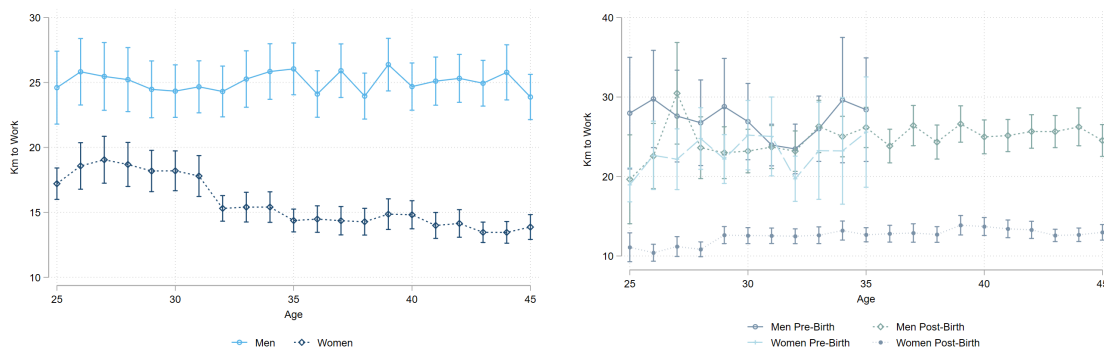 30
25
20
15
10
Km to Work
25 30 35 40 45
Age
Men Women
40
30
20
10
Km to Work
25 30 35 40 45
Age
Men Pre-Birth Men Post-Birth
Women Pre-Birth Women Post-Birth